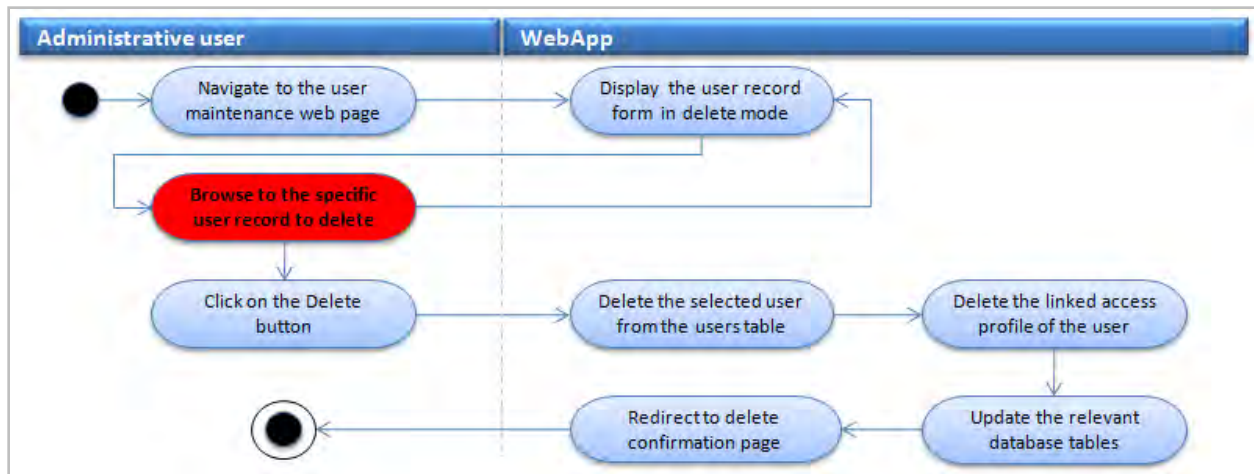 Administrative user
WebApp
Navigate to the user
maintenance web page
Display the user record
form in delete mode
Browse to the specific
user record to delete
Click on the Delete
button
Delete the selected user
from the users table
Delete the linked access
profile of the user
Redirect to delete
confirmation page
Update the relevant
database tables